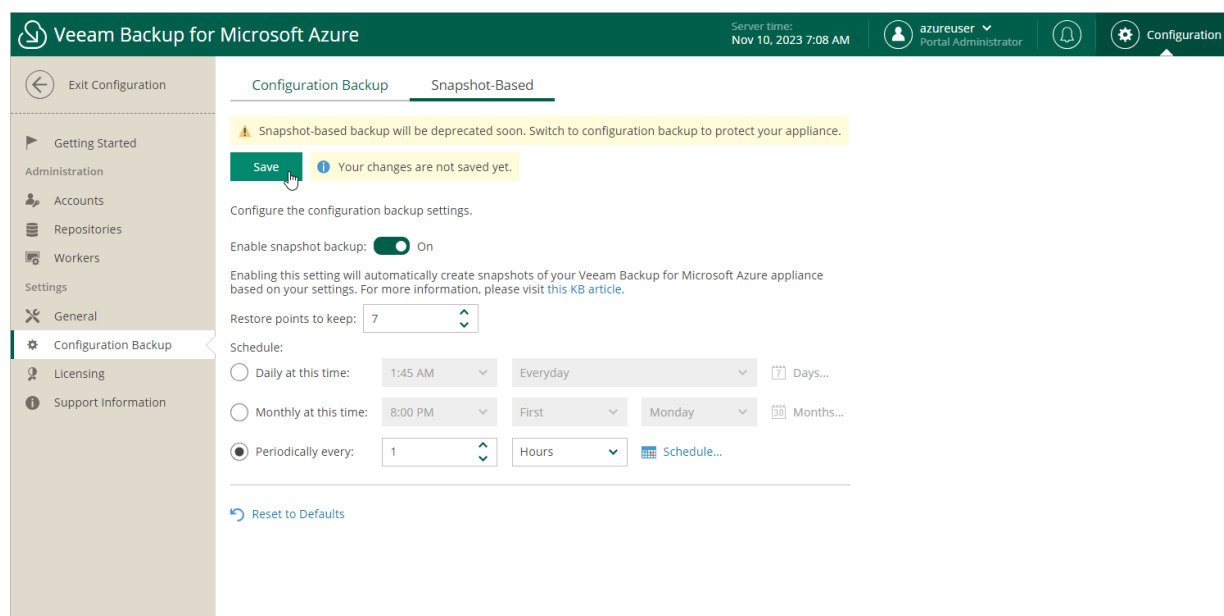 Veeam Backup for Microsoft Azure
Server time:
Nov 10, 2023 7:08 AM
azureuser
Portal Administrator
Configuration
Exit Configuration
Getting Started
Administration
Accounts
Repositories
Workers
Settings
General
Configuration Backup
Licensing
Support Information
Configuration Backup
Snapshot-Based
Snapshot-based backup will be deprecated soon. Switch to configuration backup to protect your appliance.
Save
Your changes are not saved yet.
Configure the configuration backup settings.
Enable snapshot backup: On
Enabling this setting will automatically create snapshots of your Veeam Backup for Microsoft Azure appliance
based on your settings. For more information, please visit this KB article.
Restore points to keep: 7
Schedule:
Daily at this time: 1:45 AM Everyday 7 Days...
Monthly at this time: 8:00 PM First Monday 30 Months...
Periodically every: 1 Hours Schedule...
Reset to Defaults